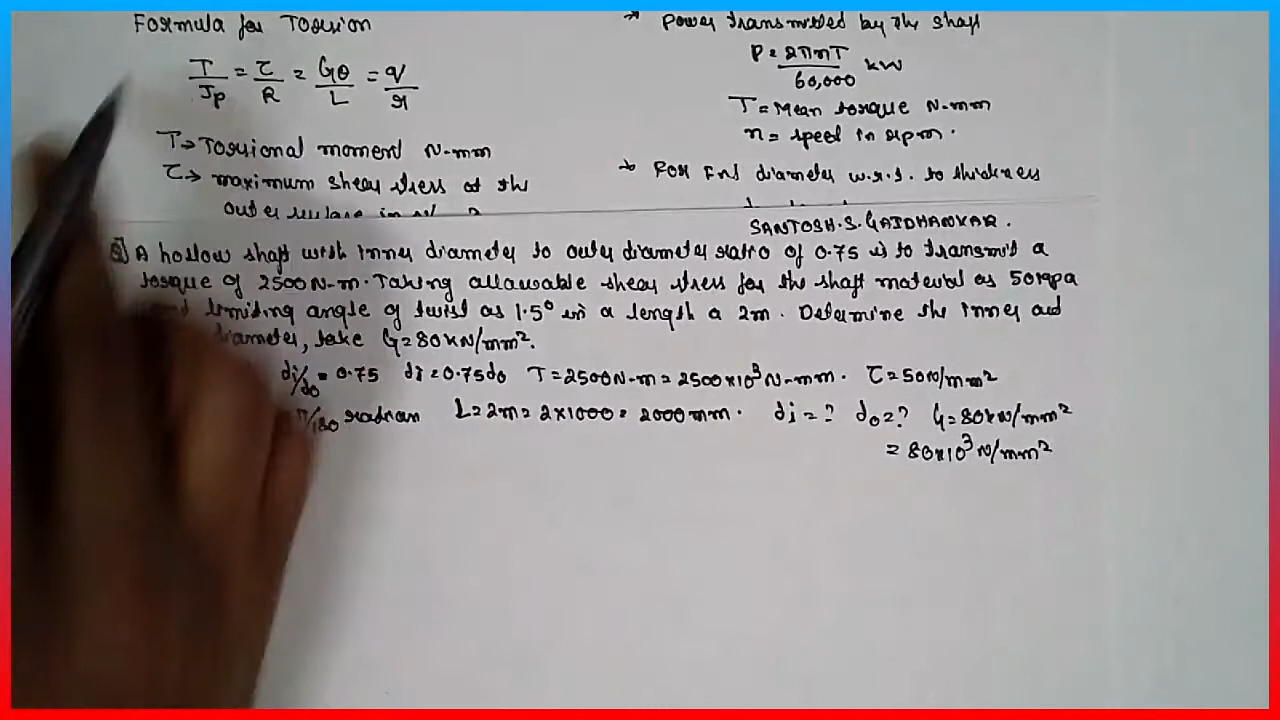 Formula for Torsion
T/Jp = τ/R = Gθ/L = q/r
T → Torsional moment N-mm
τ → maximum shear stress at the
outer surface in
→ Power transmitted by the shaft
P = 2πnT/60,000 kW
T = Mean torque N-mm
n = speed in rpm.
→ For diameter w.r.t. to thickness
SANTOSH.S.GAIDHANKAR.
Q] A hollow shaft with inner diameter to outer diameter ratio of 0.75 is to transmit a
torque of 2500 N-m. Taking allowable shear stress for the shaft material as 50 Mpa
limiting angle of twist as 1.5° in a length a 2m. Determine the inner and
diameter, take G = 80 kN/mm².
di/do = 0.75 di = 0.75do T = 2500 N-m = 2500×10³ N-mm. τ = 50 N/mm²
π/180 radian L = 2m = 2×1000 = 2000mm. di = ? do = ? G = 80 kN/mm²
= 80×10³ N/mm²